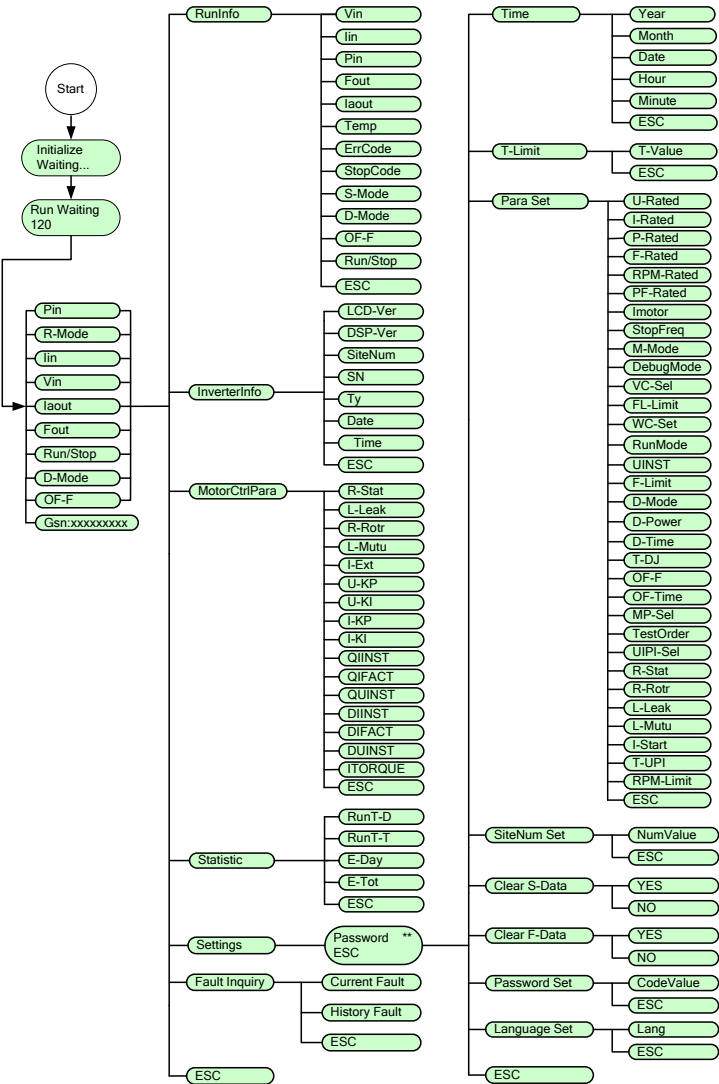 Start
Initialize
Waiting...
Run Waiting
120
Pin
R-Mode
Iin
Vin
Iaout
Fout
Run/Stop
D-Mode
OF-F
Gsn:xxxxxxxxx
RunInfo
Vin
Iin
Pin
Fout
Iaout
Temp
ErrCode
StopCode
S-Mode
D-Mode
OF-F
Run/Stop
ESC
InverterInfo
LCD-Ver
DSP-Ver
SiteNum
SN
Ty
Date
Time
ESC
MotorCtrlPara
R-Stat
L-Leak
R-Rotr
L-Mutu
I-Ext
U-KP
U-KI
I-KP
I-KI
QIINST
QIFACT
QUINST
DIINST
DIFACT
DUINST
ITORQUE
ESC
Statistic
RunT-D
RunT-T
E-Day
E-Tot
ESC
Settings
Password **
ESC
Fault Inquiry
Current Fault
History Fault
ESC
ESC
Time
Year
Month
Date
Hour
Minute
ESC
T-Limit
T-Value
ESC
Para Set
U-Rated
I-Rated
P-Rated
F-Rated
RPM-Rated
PF-Rated
Imotor
StopFreq
M-Mode
DebugMode
VC-Sel
FL-Limit
WC-Set
RunMode
UINST
F-Limit
D-Mode
D-Power
D-Time
T-DJ
OF-F
OF-Time
MP-Sel
TestOrder
UIPI-Sel
R-Stat
R-Rotr
L-Leak
L-Mutu
I-Start
T-UPI
RPM-Limit
ESC
SiteNum Set
NumValue
ESC
Clear S-Data
YES
NO
Clear F-Data
YES
NO
Password Set
CodeValue
ESC
Language Set
Lang
ESC
ESC